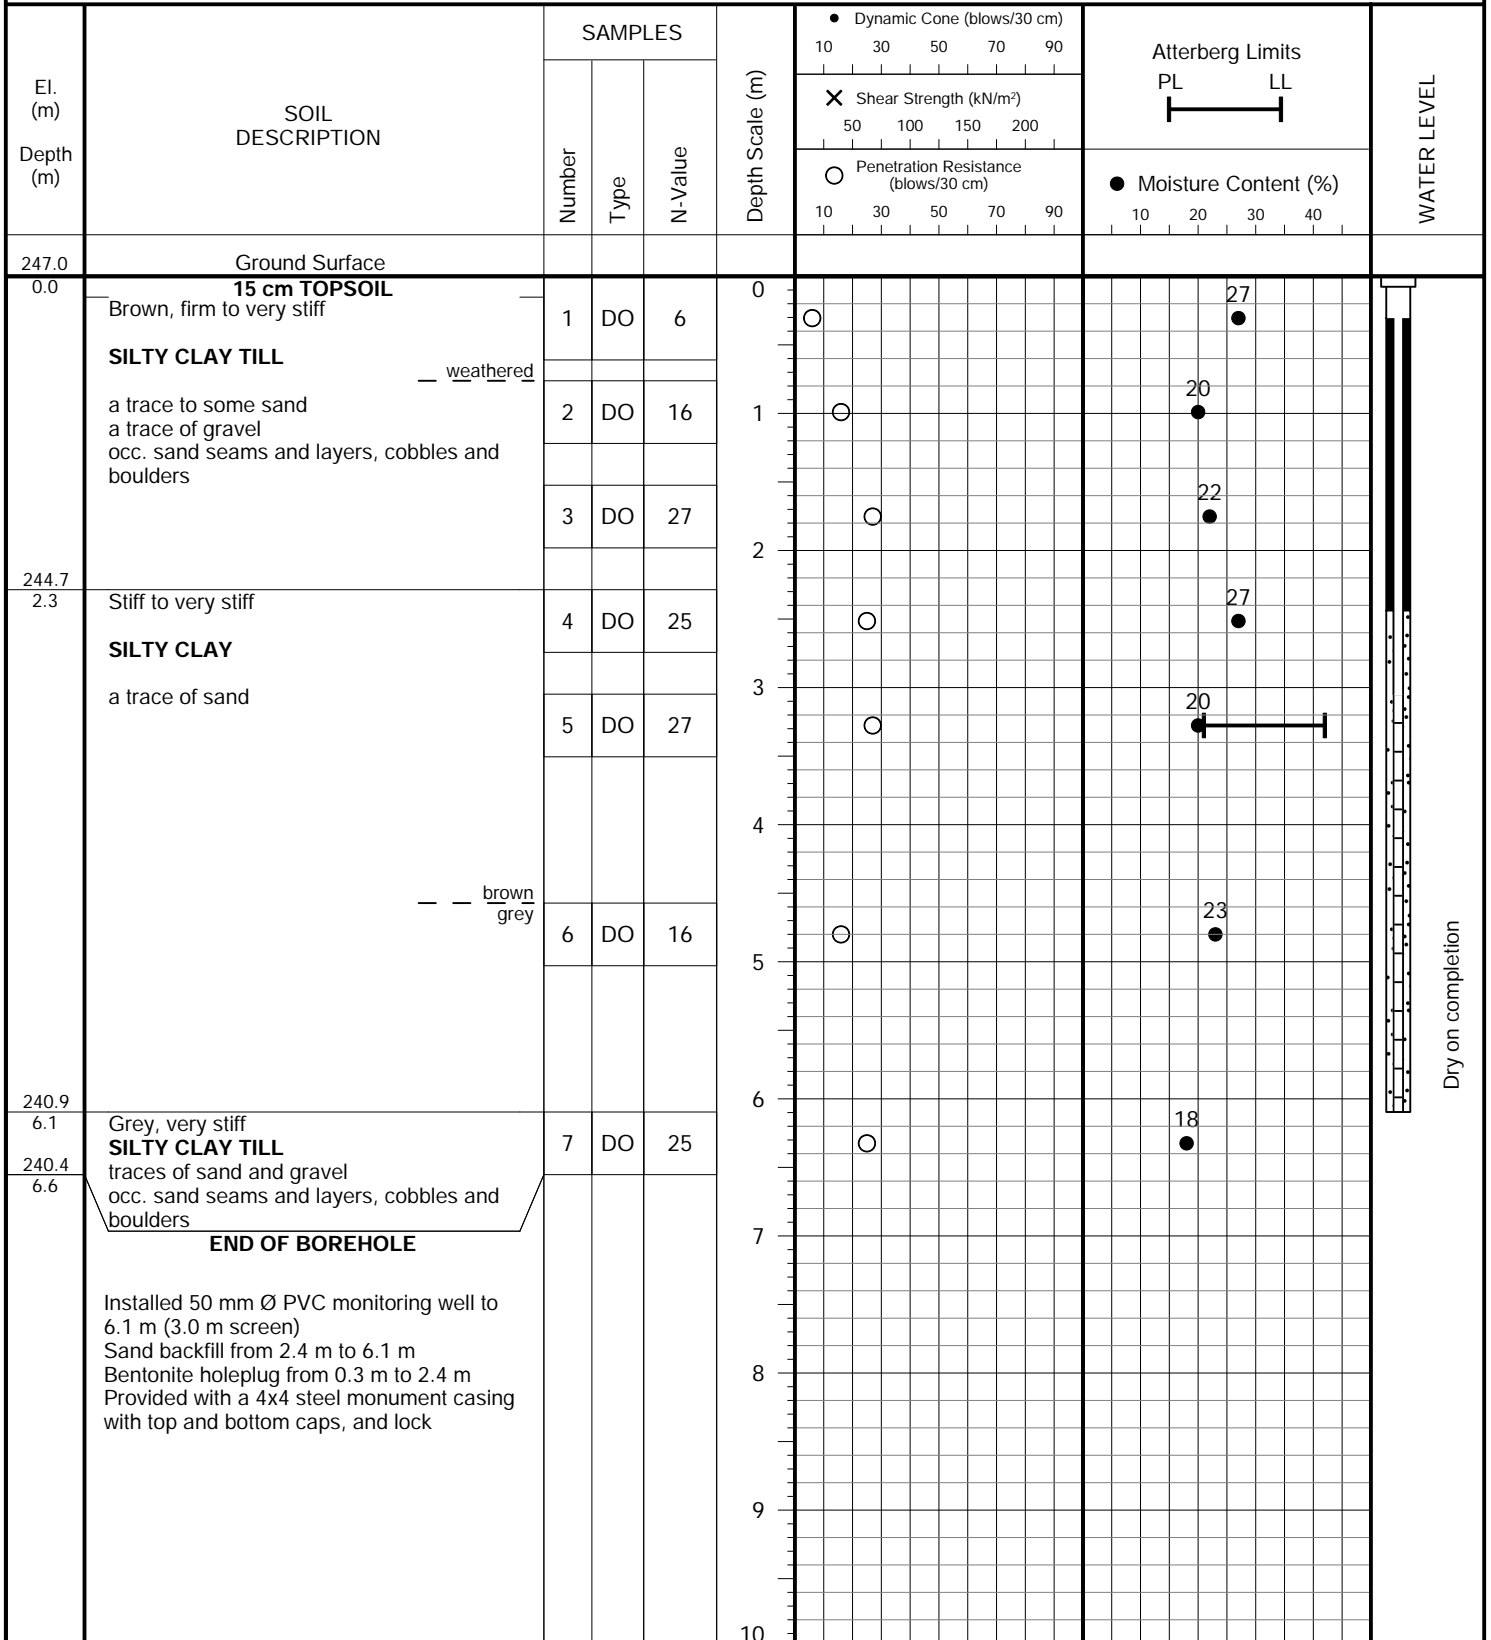 El.
(m)
Depth
(m)
SOIL
DESCRIPTION
SAMPLES
Number
Type
N-Value
Depth Scale (m)
● Dynamic Cone (blows/30 cm)
10 30 50 70 90
X Shear Strength (kN/m²)
50 100 150 200
○ Penetration Resistance
(blows/30 cm)
10 30 50 70 90
Atterberg Limits
PL LL
● Moisture Content (%)
10 20 30 40
WATER LEVEL
247.0 Ground Surface
0.0 15 cm TOPSOIL 0
Brown, firm to very stiff
1 DO 6 27
SILTY CLAY TILL
weathered
a trace to some sand
2 DO 16 1 20
a trace of gravel
occ. sand seams and layers, cobbles and
boulders
3 DO 27 22
2
244.7
2.3 Stiff to very stiff
4 DO 25 27
SILTY CLAY
3
a trace of sand
5 DO 27 20
4
brown
grey
6 DO 16 23
5
Dry on completion
240.9 6
6.1 Grey, very stiff
SILTY CLAY TILL
7 DO 25 18
240.4 traces of sand and gravel
6.6 occ. sand seams and layers, cobbles and
boulders
7
END OF BOREHOLE
Installed 50 mm Ø PVC monitoring well to
6.1 m (3.0 m screen)
Sand backfill from 2.4 m to 6.1 m
Bentonite holeplug from 0.3 m to 2.4 m
8
Provided with a 4x4 steel monument casing
with top and bottom caps, and lock
9
10